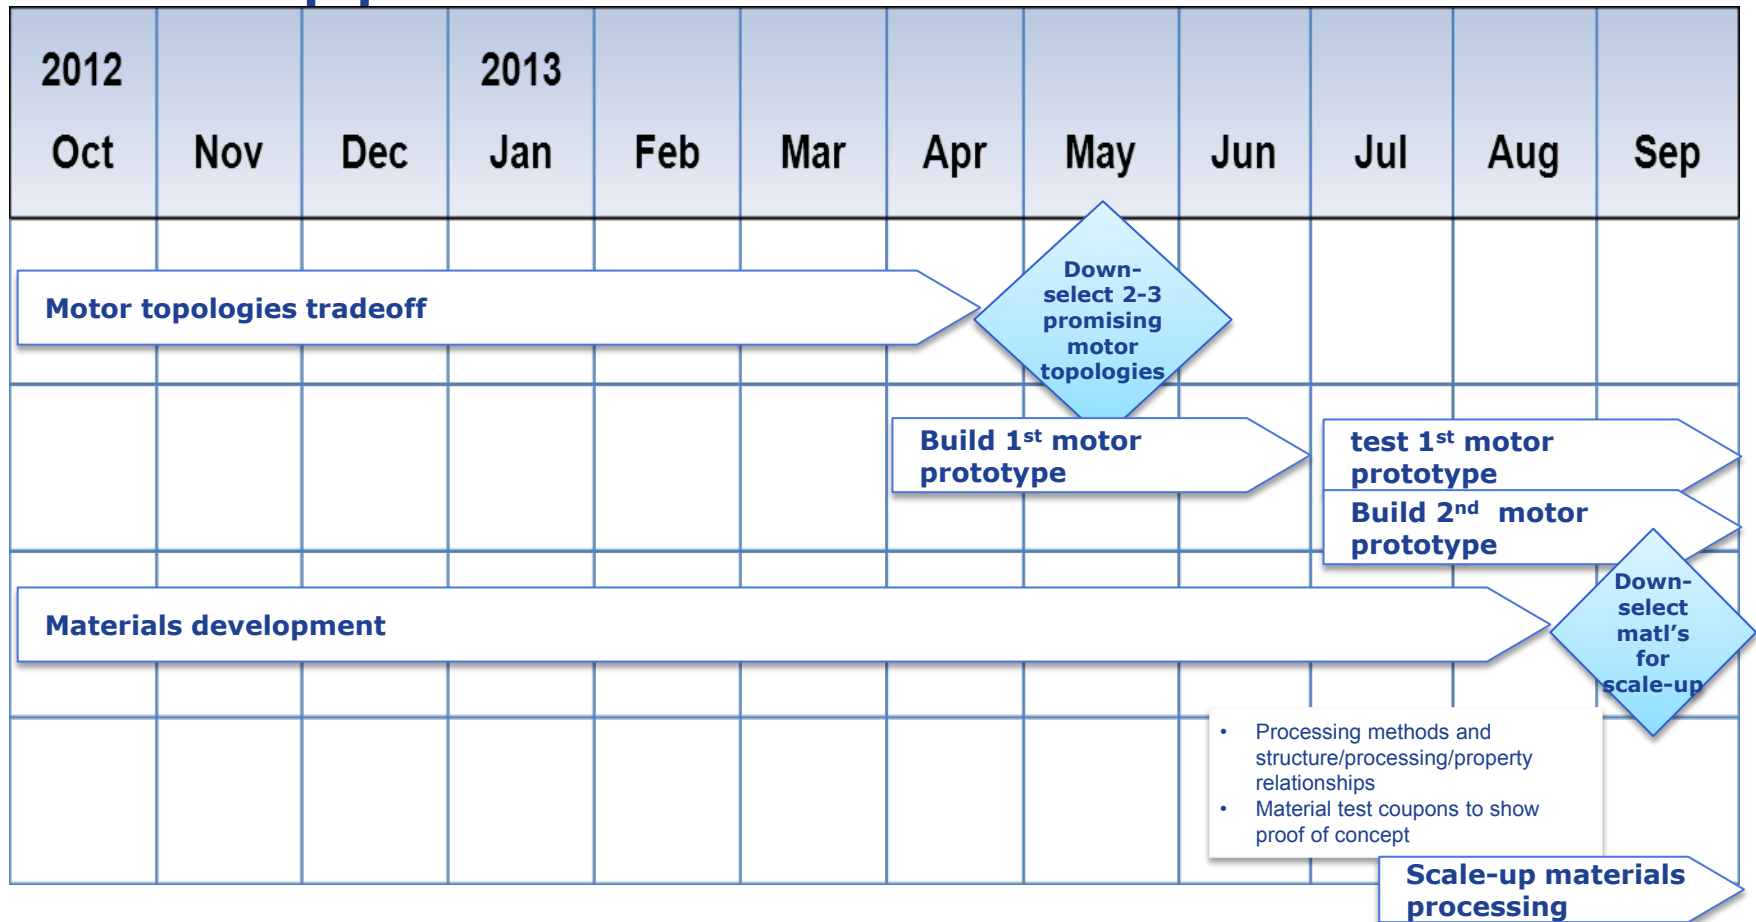 2012
2013
Oct Nov Dec Jan Feb Mar Apr May Jun Jul Aug Sep
Motor topologies tradeoff
Down-
select 2-3
promising
motor
topologies
Build 1st motor
prototype
test 1st motor
prototype
Build 2nd motor
prototype
Materials development
Down-
select
matl's
for
scale-up
• Processing methods and
structure/processing/property
relationships
• Material test coupons to show
proof of concept
Scale-up materials
processing